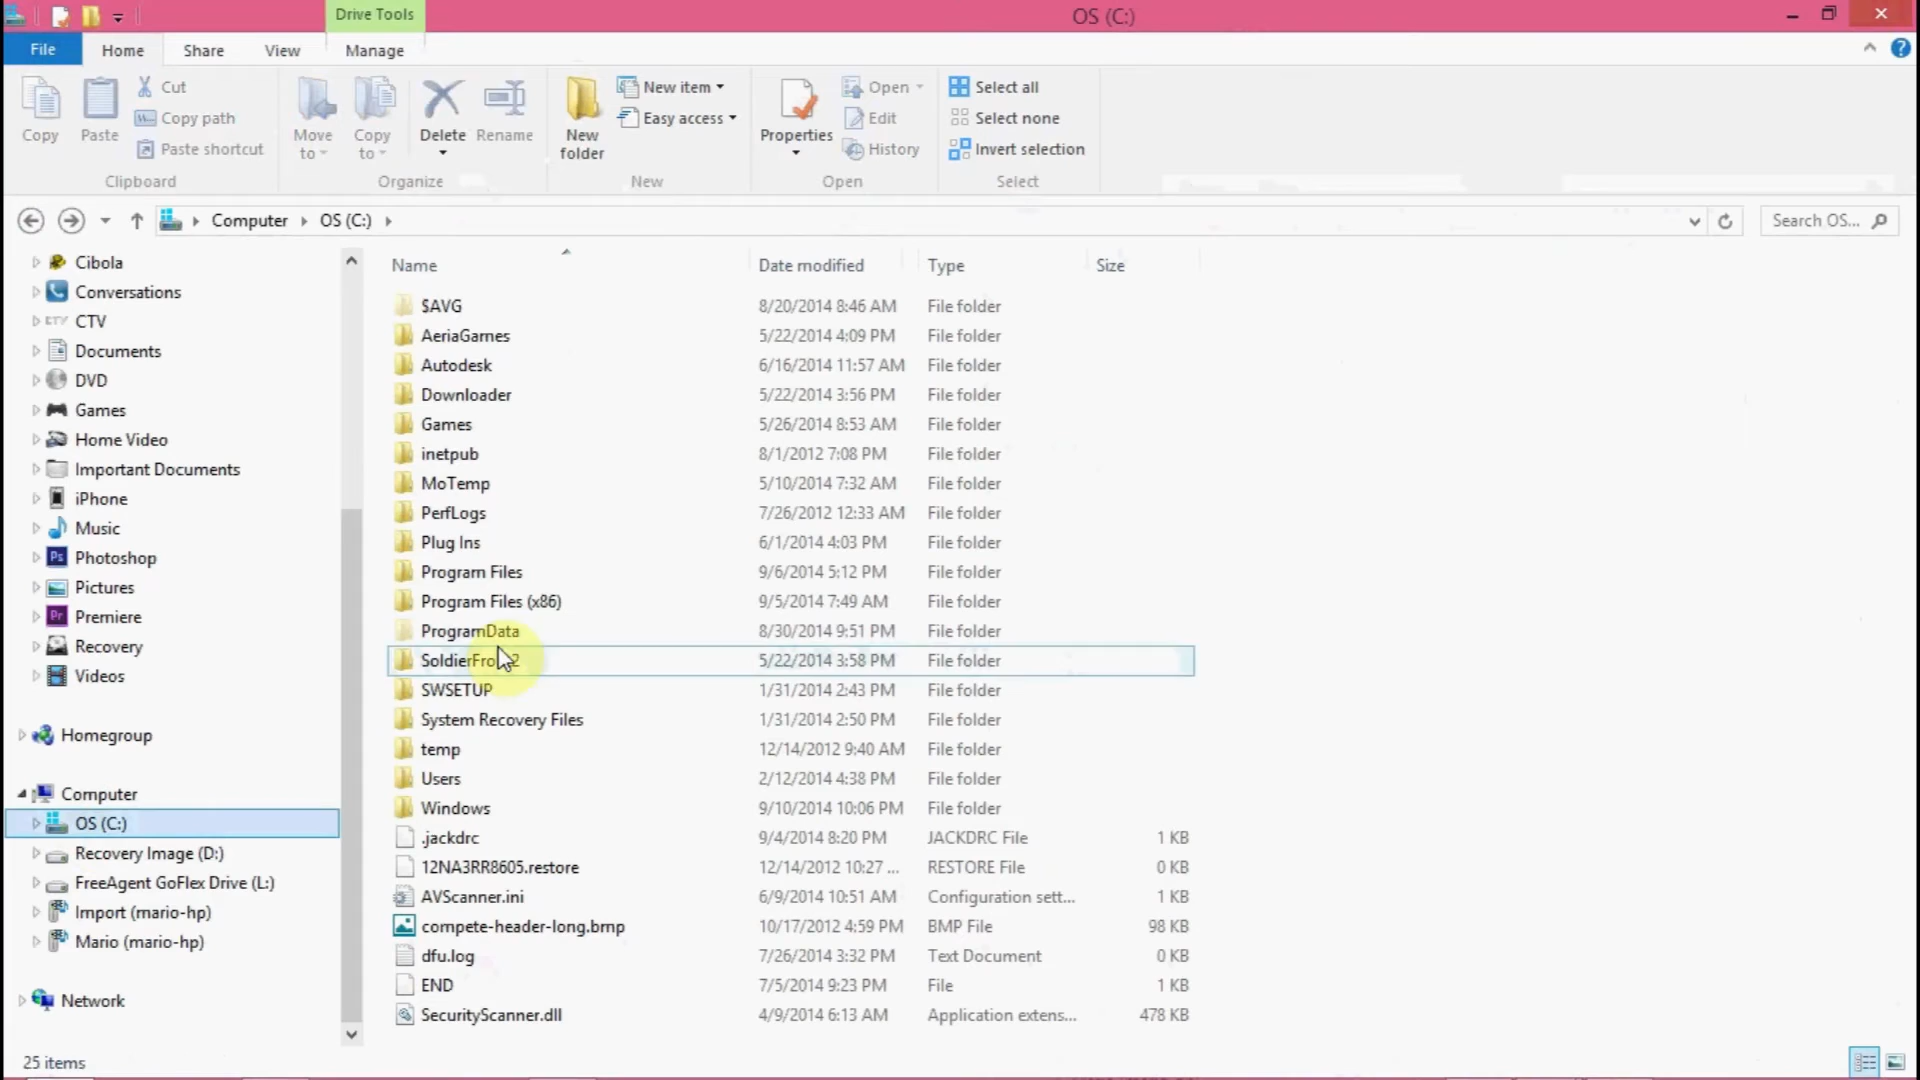 Drive Tools
OS (C:)
File Home Share View Manage
Copy
Paste
Cut
Copy path
Paste shortcut
Clipboard
Move to
Copy to
Delete
Rename
Organize
New folder
New item
Easy access
New
Properties
Open
Edit
History
Open
Select all
Select none
Invert selection
Select
Computer OS (C:)
Search OS...
Cibola
Conversations
CTV
Documents
DVD
Games
Home Video
Important Documents
iPhone
Music
Photoshop
Pictures
Premiere
Recovery
Videos
Homegroup
Computer
OS (C:)
Recovery Image (D:)
FreeAgent GoFlex Drive (L:)
Import (mario-hp)
Mario (mario-hp)
Network
Name Date modified Type Size
$AVG 8/20/2014 8:46 AM File folder
AeriaGames 5/22/2014 4:09 PM File folder
Autodesk 6/16/2014 11:57 AM File folder
Downloader 5/22/2014 3:56 PM File folder
Games 5/26/2014 8:53 AM File folder
inetpub 8/1/2012 7:08 PM File folder
MoTemp 5/10/2014 7:32 AM File folder
PerfLogs 7/26/2012 12:33 AM File folder
Plug Ins 6/1/2014 4:03 PM File folder
Program Files 9/6/2014 5:12 PM File folder
Program Files (x86) 9/5/2014 7:49 AM File folder
ProgramData 8/30/2014 9:51 PM File folder
5/22/2014 3:58 PM File folder
SWSETUP 1/31/2014 2:43 PM File folder
System Recovery Files 1/31/2014 2:50 PM File folder
temp 12/14/2012 9:40 AM File folder
Users 2/12/2014 4:38 PM File folder
Windows 9/10/2014 10:06 PM File folder
.jackdrc 9/4/2014 8:20 PM JACKDRC File 1 KB
12NA3RR8605.restore 12/14/2012 10:27 ... RESTORE File 0 KB
AVScanner.ini 6/9/2014 10:51 AM Configuration sett... 1 KB
compete-header-long.bmp 10/17/2012 4:59 PM BMP File 98 KB
dfu.log 7/26/2014 3:32 PM Text Document 0 KB
END 7/5/2014 9:23 PM File 1 KB
SecurityScanner.dll 4/9/2014 6:13 AM Application extens... 478 KB
25 items